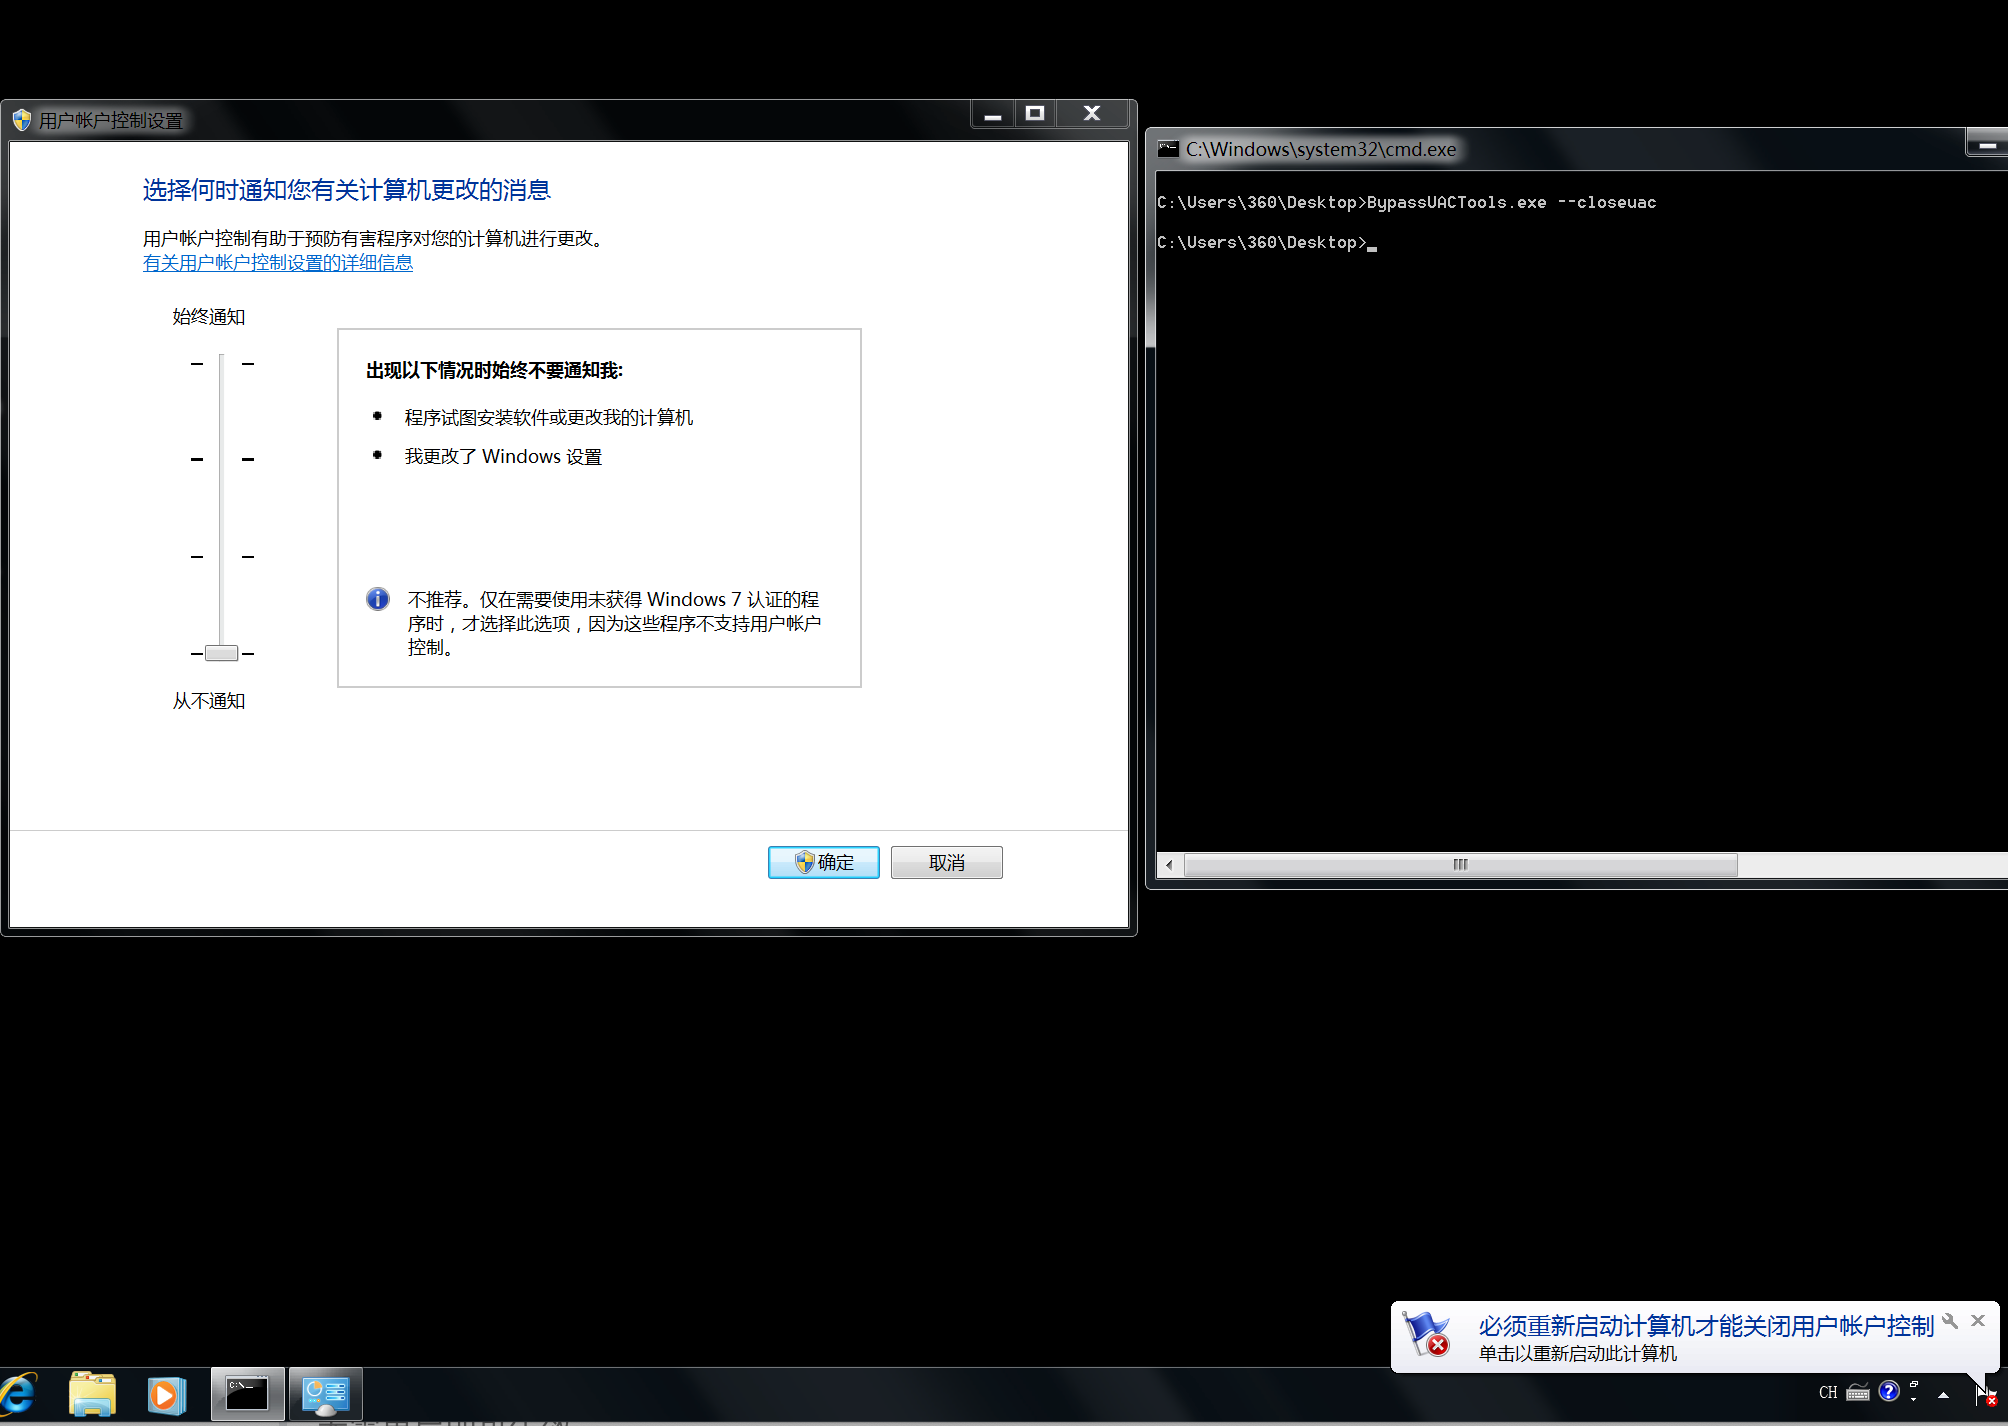 用户帐户控制设置
选择何时通知您有关计算机更改的消息
用户帐户控制有助于预防有害程序对您的计算机进行更改。
有关用户帐户控制设置的详细信息
始终通知
出现以下情况时始终不要通知我:
程序试图安装软件或更改我的计算机
我更改了 Windows 设置
不推荐。仅在需要使用未获得 Windows 7 认证的程
序时，才选择此选项，因为这些程序不支持用户帐户
控制。
从不通知
确定
取消
C:\Windows\system32\cmd.exe
C:\Users\360\Desktop>BypassUACTools.exe --closeuac
C:\Users\360\Desktop>_
必须重新启动计算机才能关闭用户帐户控制
单击以重新启动此计算机
CH